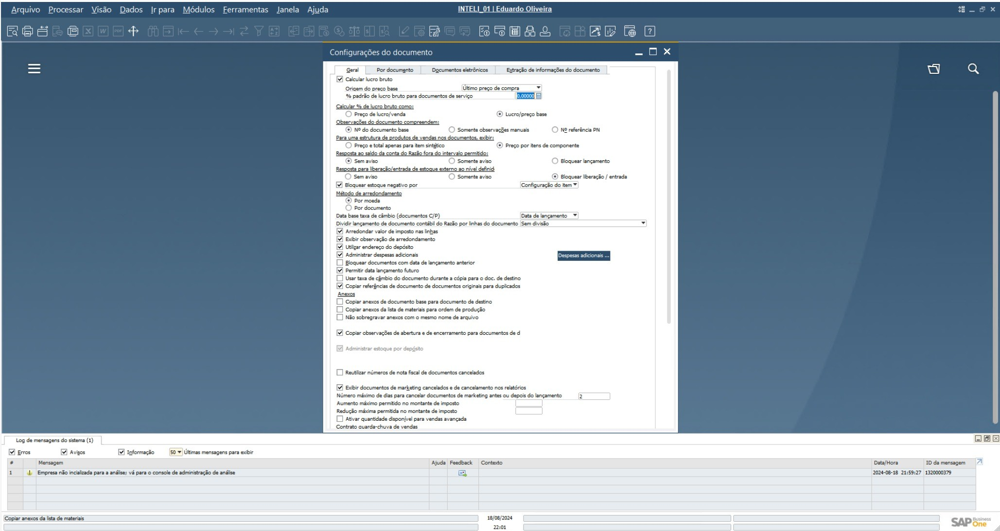 Arquivo Processar Visão Dados Ir para Módulos Ferramentas Janela Ajuda
INTELI_01 | Eduardo Oliveira
Configurações do documento
Geral Por documento Documentos eletrônicos Extração de informações do documento
Calcular lucro bruto
Origem do preço base Último preço de compra
% padrão de lucro bruto para documentos de serviço 0,00000
Calcular % de lucro bruto como:
Preço de lucro/venda Lucro/preço base
Observações do documento compreendem:
Nº do documento base Somente observações manuais Nº referência PN
Para uma estrutura de produtos de vendas nos documentos, exibir:
Preço e total apenas para item sintético Preço por itens de componente
Resposta ao saldo da conta do Razão fora do intervalo permitido:
Sem aviso Somente aviso Bloquear lançamento
Resposta para liberação/entrada de estoque externo ao nível definid
Sem aviso Somente aviso Bloquear liberação / entrada
Bloquear estoque negativo por Configuração do item
Método de arredondamento
Por moeda
Por documento
Data base taxa de câmbio (documentos C/P) Data de lançamento
Dividir lançamento de documento contábil do Razão por linhas do documento Sem divisão
Arredondar valor de imposto nas linhas
Exibir observação de arredondamento
Utilizar endereço do depósito
Administrar despesas adicionais Despesas adicionais ...
Bloquear documentos com data de lançamento anterior
Permitir data lançamento futuro
Usar taxa de câmbio do documento durante a cópia para o doc. de destino
Copiar referências de documento de documentos originais para duplicados
Anexos
Copiar anexos de documento base para documento de destino
Copiar anexos da lista de materiais para ordem de produção
Não sobregravar anexos com o mesmo nome de arquivo
Copiar observações de abertura e de encerramento para documentos de d
Administrar estoque por depósito
Reutilizar números de nota fiscal de documentos cancelados
Exibir documentos de marketing cancelados e de cancelamento nos relatórios
Número máximo de dias para cancelar documentos de marketing antes ou depois do lançamento 2
Aumento máximo permitido no montante de imposto
Redução máxima permitida no montante de imposto
Ativar quantidade disponível para vendas avançada
Contrato guarda-chuva de vendas
Log de mensagens do sistema (1)
Erros Avisos Informação 50 Últimas mensagens para exibir
# Mensagem Ajuda Feedback Contexto Data/Hora ID da mensagem
1 Empresa não incializada para a análise; vá para o console de administração de análise 2024-08-18 21:59:27 1320000379
Copiar anexos da lista de materiais 18/08/2024
22:01
SAP Business One